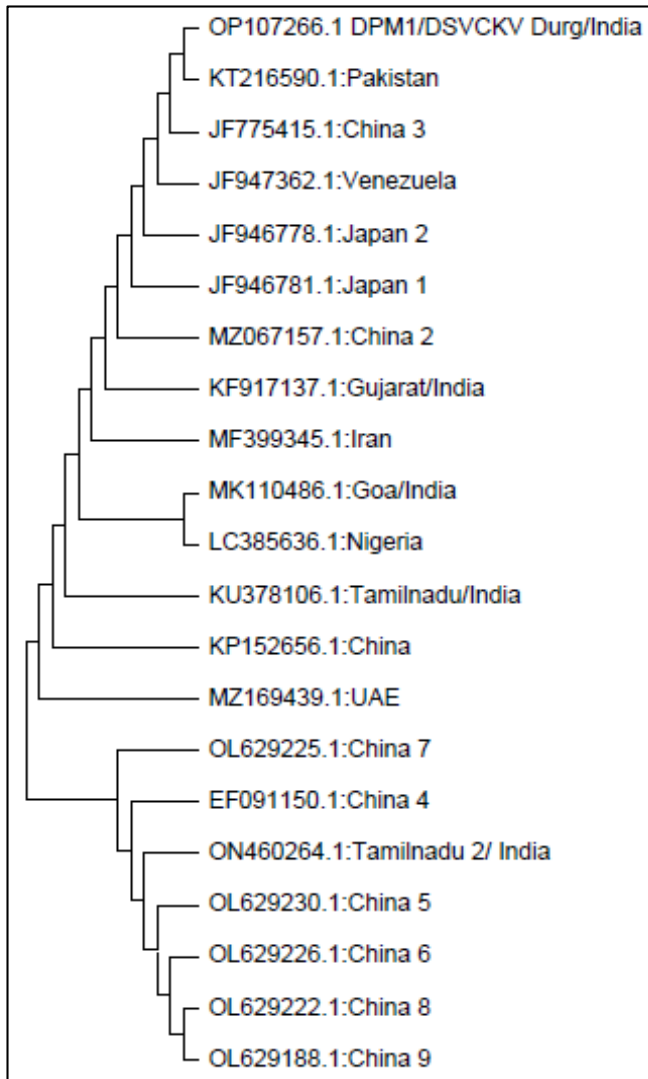 OP107266.1 DPM1/DSVCKV Durg/India
KT216590.1:Pakistan
JF775415.1:China 3
JF947362.1:Venezuela
JF946778.1:Japan 2
JF946781.1:Japan 1
MZ067157.1:China 2
KF917137.1:Gujarat/India
MF399345.1:Iran
MK110486.1:Goa/India
LC385636.1:Nigeria
KU378106.1:Tamilnadu/India
KP152656.1:China
MZ169439.1:UAE
OL629225.1:China 7
EF091150.1:China 4
ON460264.1:Tamilnadu 2/ India
OL629230.1:China 5
OL629226.1:China 6
OL629222.1:China 8
OL629188.1:China 9